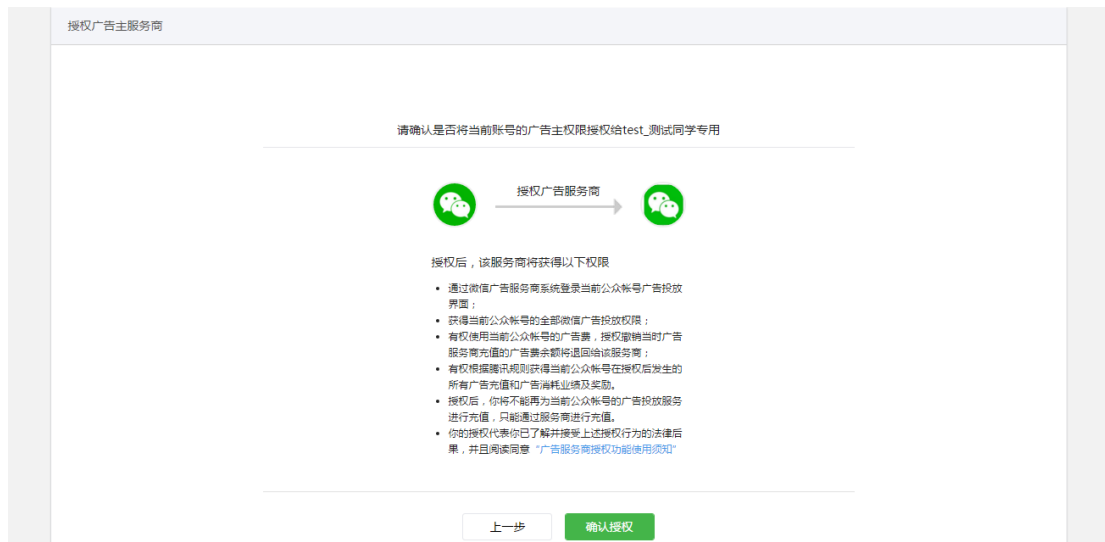 授权广告主服务商
请确认是否将当前账号的广告主权限授权给test_测试同学专用
授权广告服务商
授权后，该服务商将获得以下权限
• 通过微信广告服务商系统登录当前公众帐号广告投放
界面；
• 获得当前公众帐号的全部微信广告投放权限；
• 有权使用当前公众帐号的广告费，授权撤销当时广告
服务商充值的广告费余额将退回给该服务商；
• 有权根据腾讯规则获得当前公众帐号在授权后发生的
所有广告充值和广告消耗业绩及奖励。
• 授权后，你将不能再为当前公众帐号的广告投放服务
进行充值，只能通过服务商进行充值。
• 你的授权代表你已了解并接受上述授权行为的法律后
果，并且阅读同意“广告服务商授权功能使用须知”
上一步
确认授权